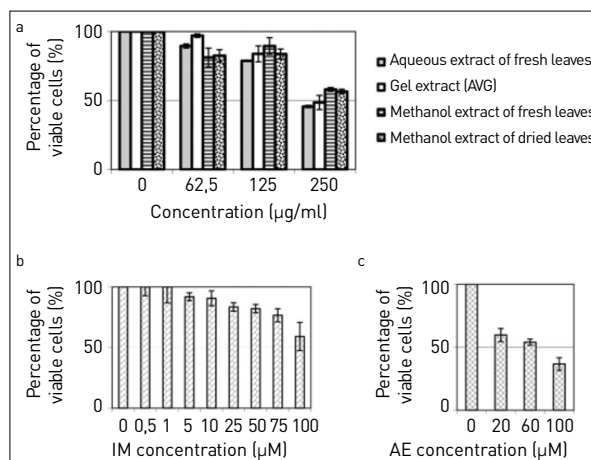 a
100
50
0
Percentage of
viable cells (%)
0 62,5 125 250
Concentration (µg/ml)
Aqueous extract of fresh leaves
Gel extract (AVG)
Methanol extract of fresh leaves
Methanol extract of dried leaves
b
100
50
0
Percentage of
viable cells (%)
0 0,5 1 5 10 25 50 75 100
IM concentration (µM)
c
100
50
0
Percentage of
viable cells (%)
0 20 60 100
AE concentration (µM)